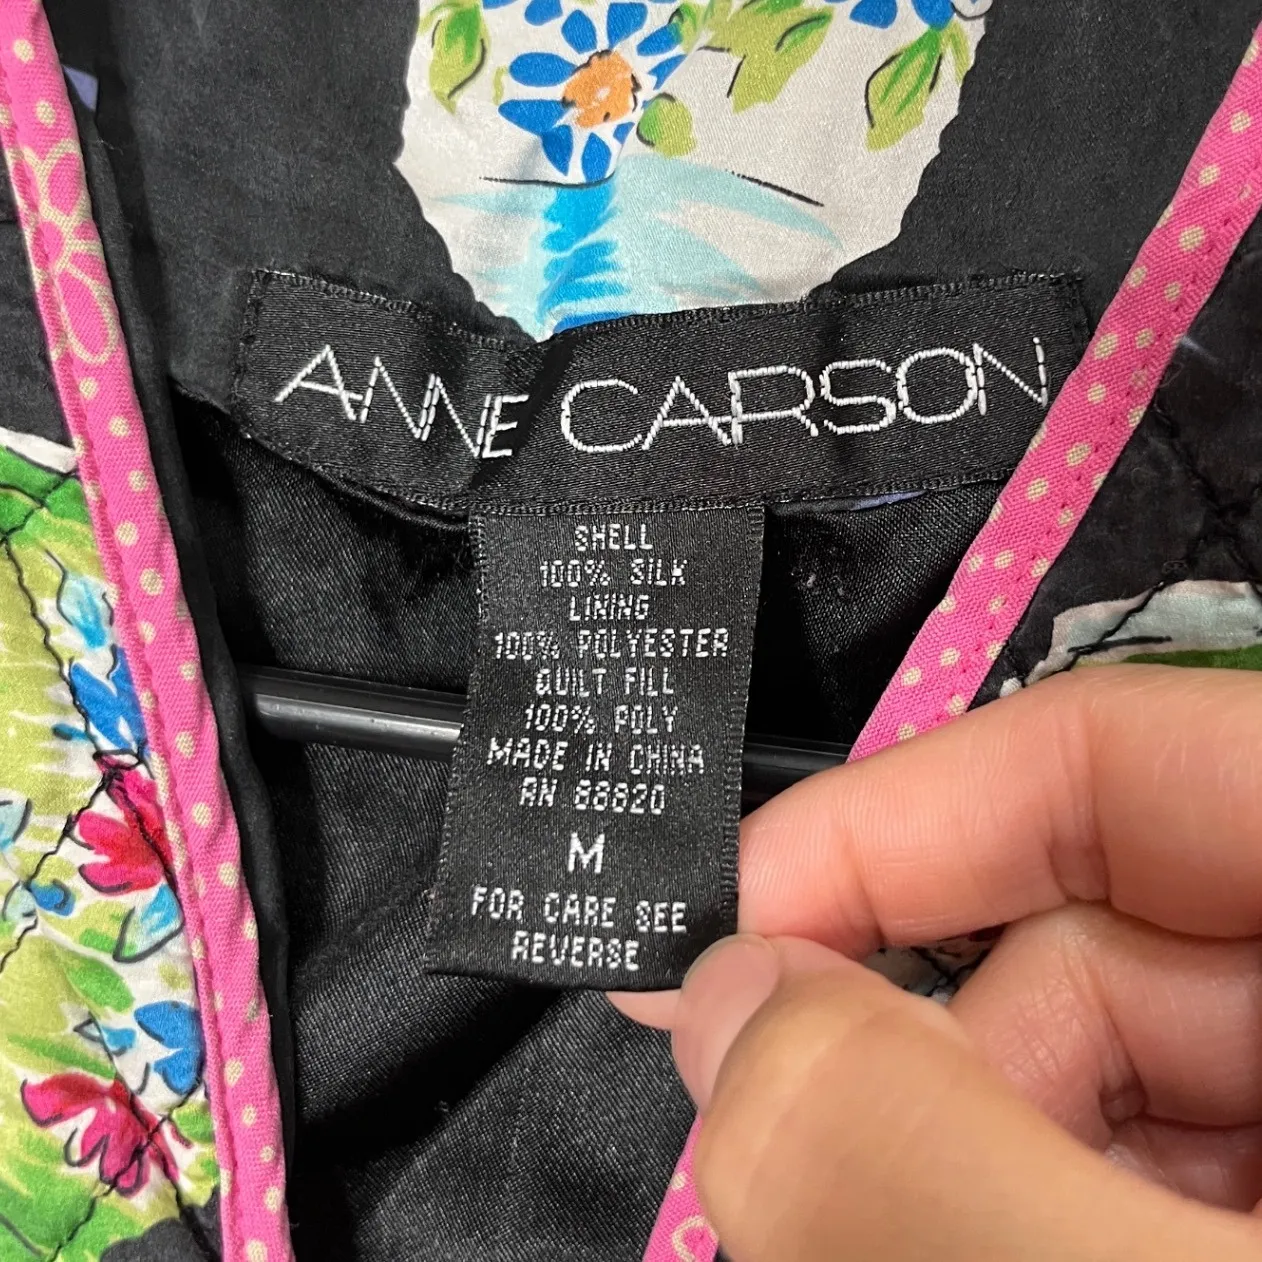 ANNE CARSON
SHELL
100% SILK
LINING
100% POLYESTER
QUILT FILL
100% POLY
MADE IN CHINA
RN 88820
M
FOR CARE SEE
REVERSE